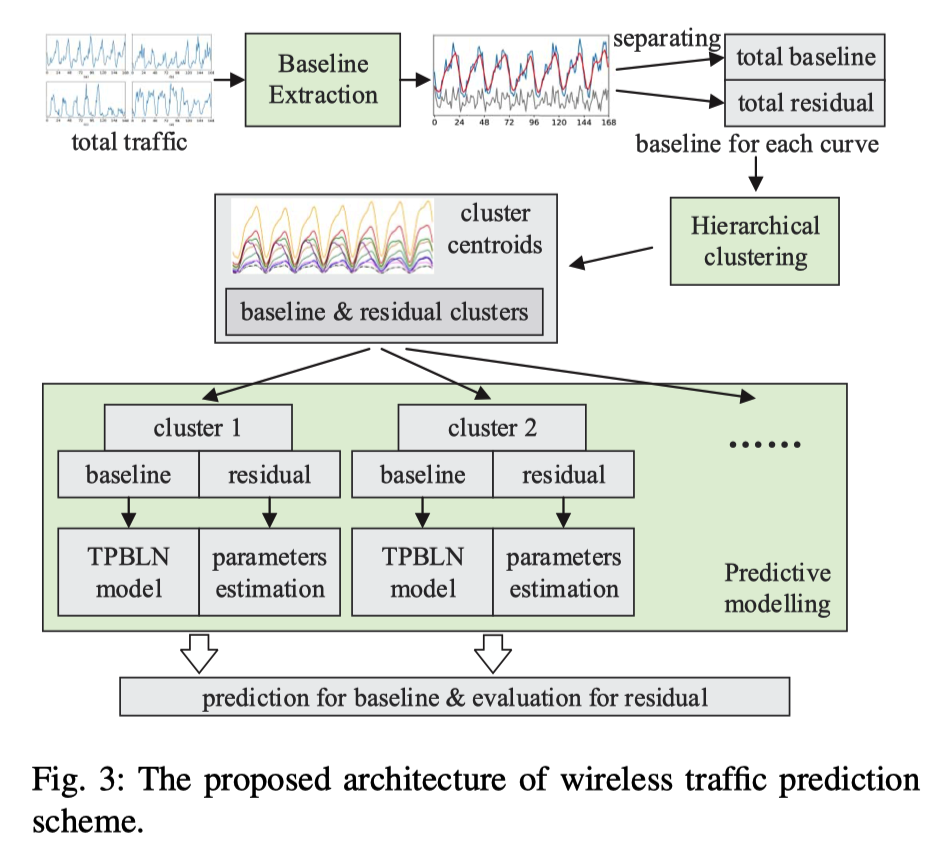 total traffic
Baseline
Extraction
0 24 48 72 96 120 144 168
separating
total baseline
total residual
baseline for each curve
Hierarchical
clustering
cluster
centroids
baseline & residual clusters
cluster 1
baseline
residual
TPBLN
model
parameters
estimation
cluster 2
baseline
residual
TPBLN
model
parameters
estimation
......
Predictive
modelling
prediction for baseline & evaluation for residual
Fig. 3: The proposed architecture of wireless traffic prediction
scheme.